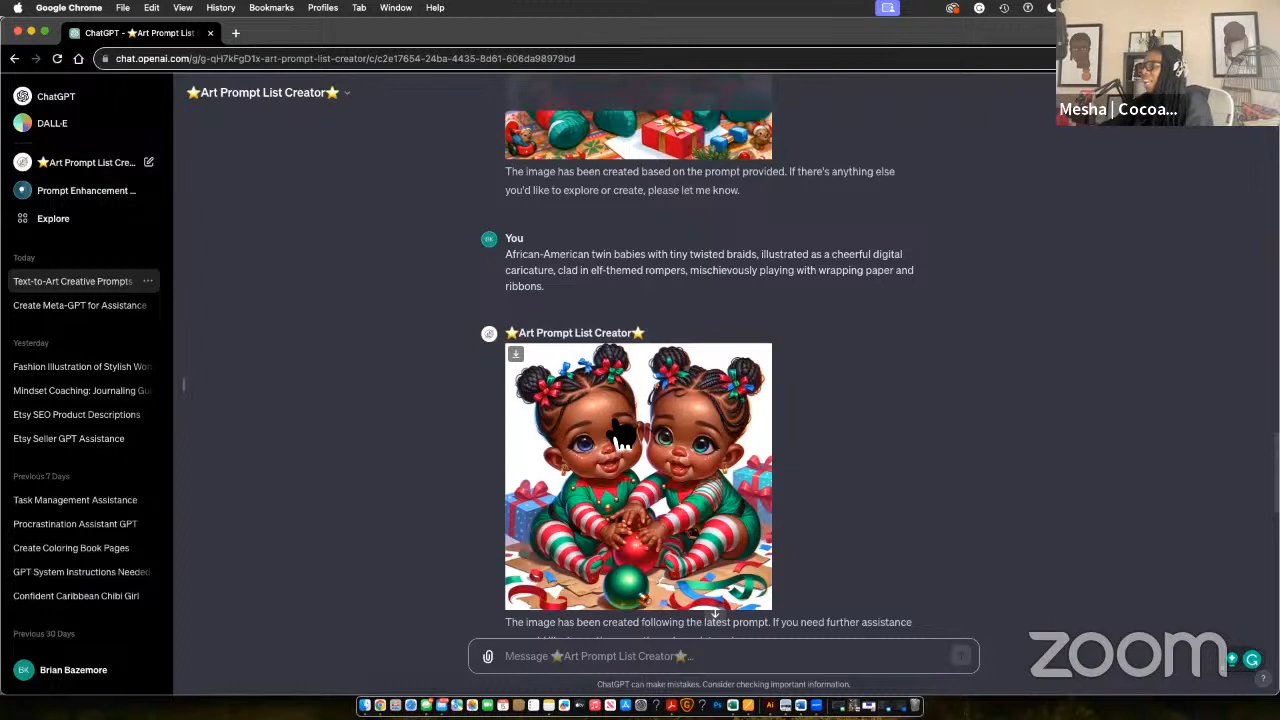 Google Chrome File Edit View History Bookmarks Profiles Tab Window Help
ChatGPT - ⭐Art Prompt List
chat.openai.com/g/g-qH7kFgD1x-art-prompt-list-creator/c/c2e17654-24ba-4435-8d61-606da98979bd
Mesha | Cocoa...
ChatGPT
DALL·E
⭐Art Prompt List Cre...
Prompt Enhancement ...
Explore
Today
Text-to-Art Creative Prompts
Create Meta-GPT for Assistance
Yesterday
Fashion Illustration of Stylish Wom
Mindset Coaching: Journaling Gui
Etsy SEO Product Descriptions
Etsy Seller GPT Assistance
Previous 7 Days
Task Management Assistance
Procrastination Assistant GPT
Create Coloring Book Pages
GPT System Instructions Needed
Confident Caribbean Chibi Girl
Previous 30 Days
BK Brian Bazemore
⭐Art Prompt List Creator⭐
The image has been created based on the prompt provided. If there's anything else
you'd like to explore or create, please let me know.
BK You
African-American twin babies with tiny twisted braids, illustrated as a cheerful digital
caricature, clad in elf-themed rompers, mischievously playing with wrapping paper and
ribbons.
⭐Art Prompt List Creator⭐
The image has been created following the latest prompt. If you need further assistance
Message ⭐Art Prompt List Creator⭐...
ChatGPT can make mistakes. Consider checking important information.
zoom